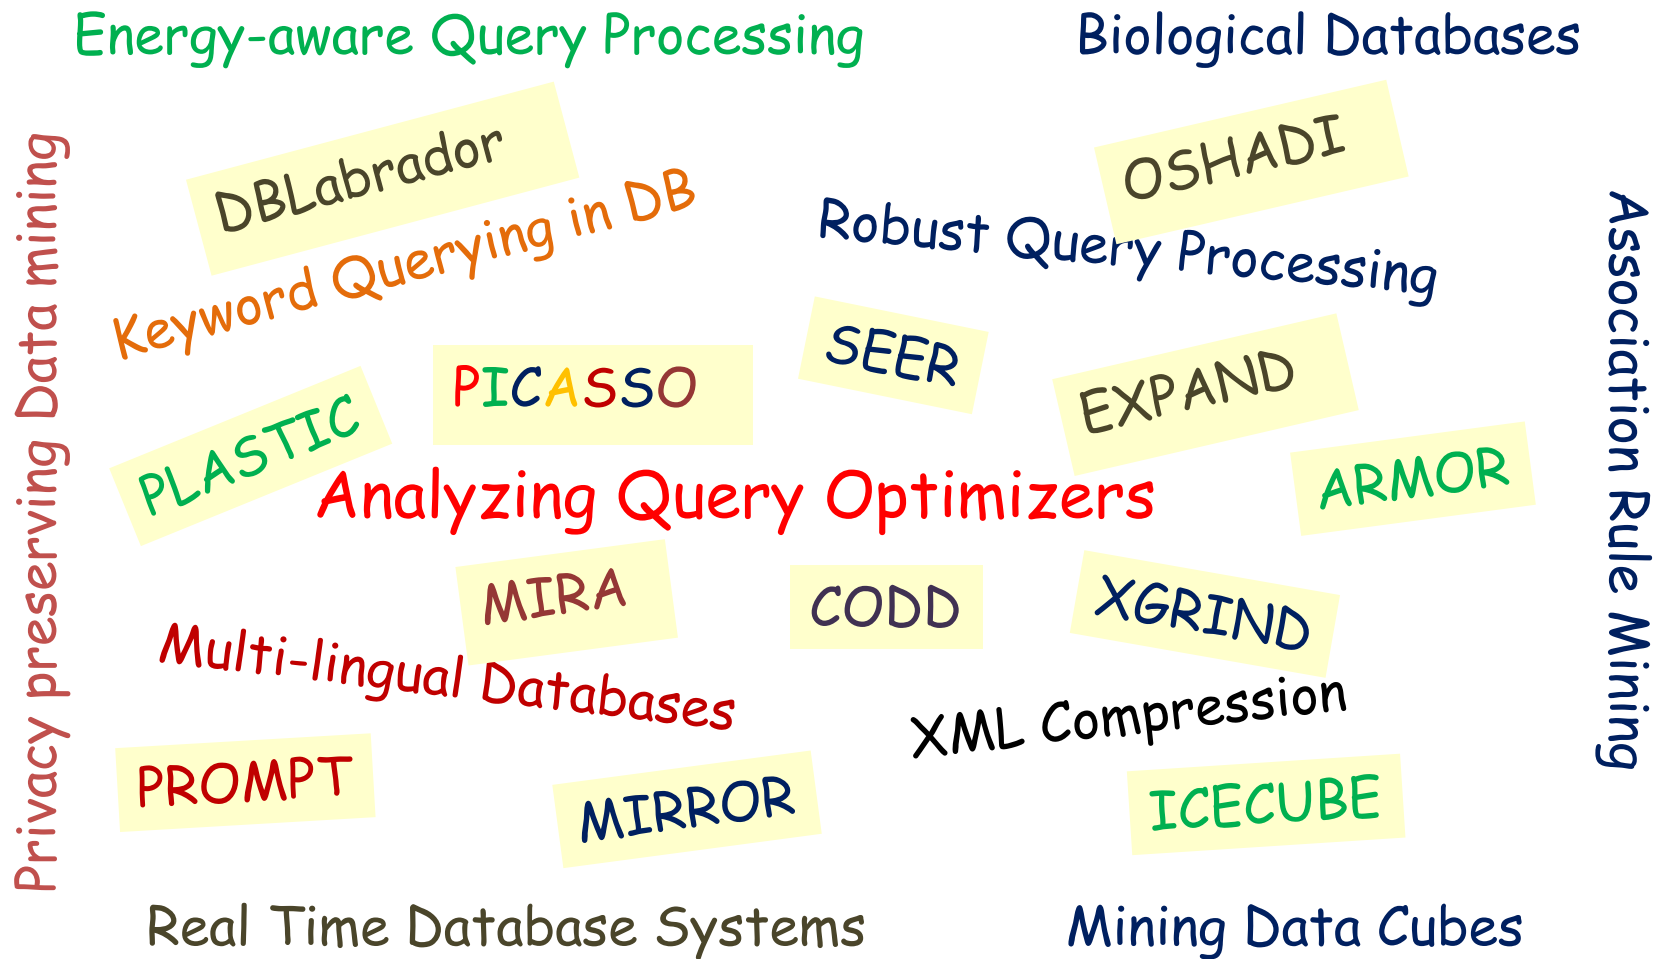 Energy-aware Query Processing
Biological Databases
DBLabrador
OSHADI
Keyword Querying in DB
Robust Query Processing
Privacy preserving Data mining
Association Rule Mining
SEER
PICASSO
EXPAND
PLASTIC
ARMOR
Analyzing Query Optimizers
MIRA
CODD
XGRIND
Multi-lingual Databases
XML Compression
PROMPT
MIRROR
ICECUBE
Real Time Database Systems
Mining Data Cubes